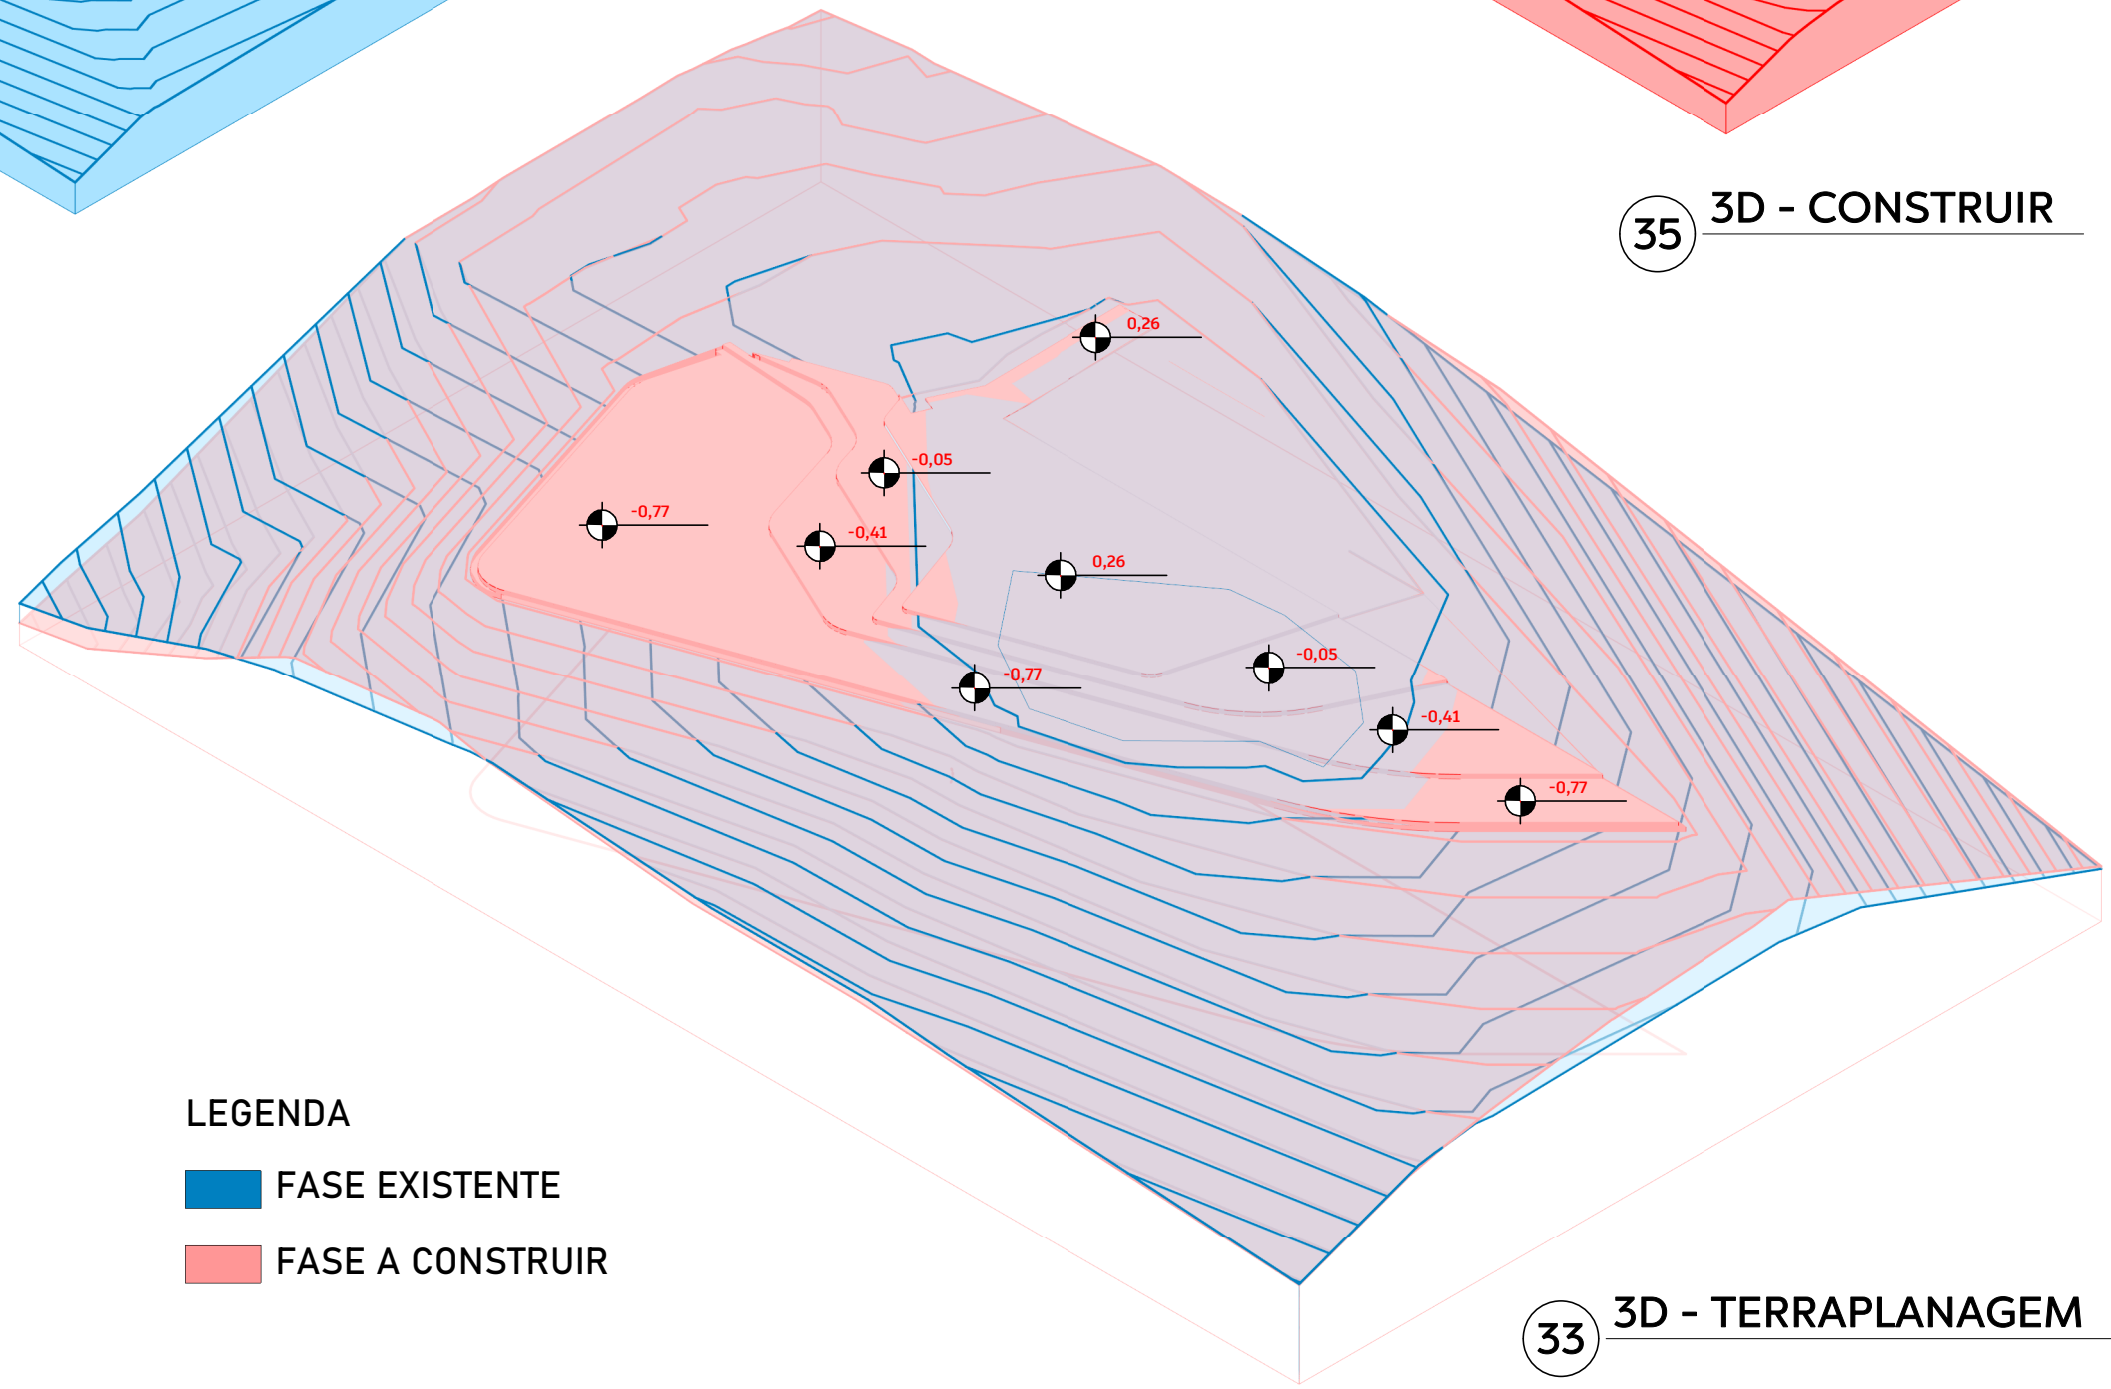 35
3D - CONSTRUIR
0,26
-0,05
-0,77
-0,41
0,26
-0,05
-0,77
-0,41
-0,77
LEGENDA
FASE EXISTENTE
FASE A CONSTRUIR
33
3D - TERRAPLANAGEM